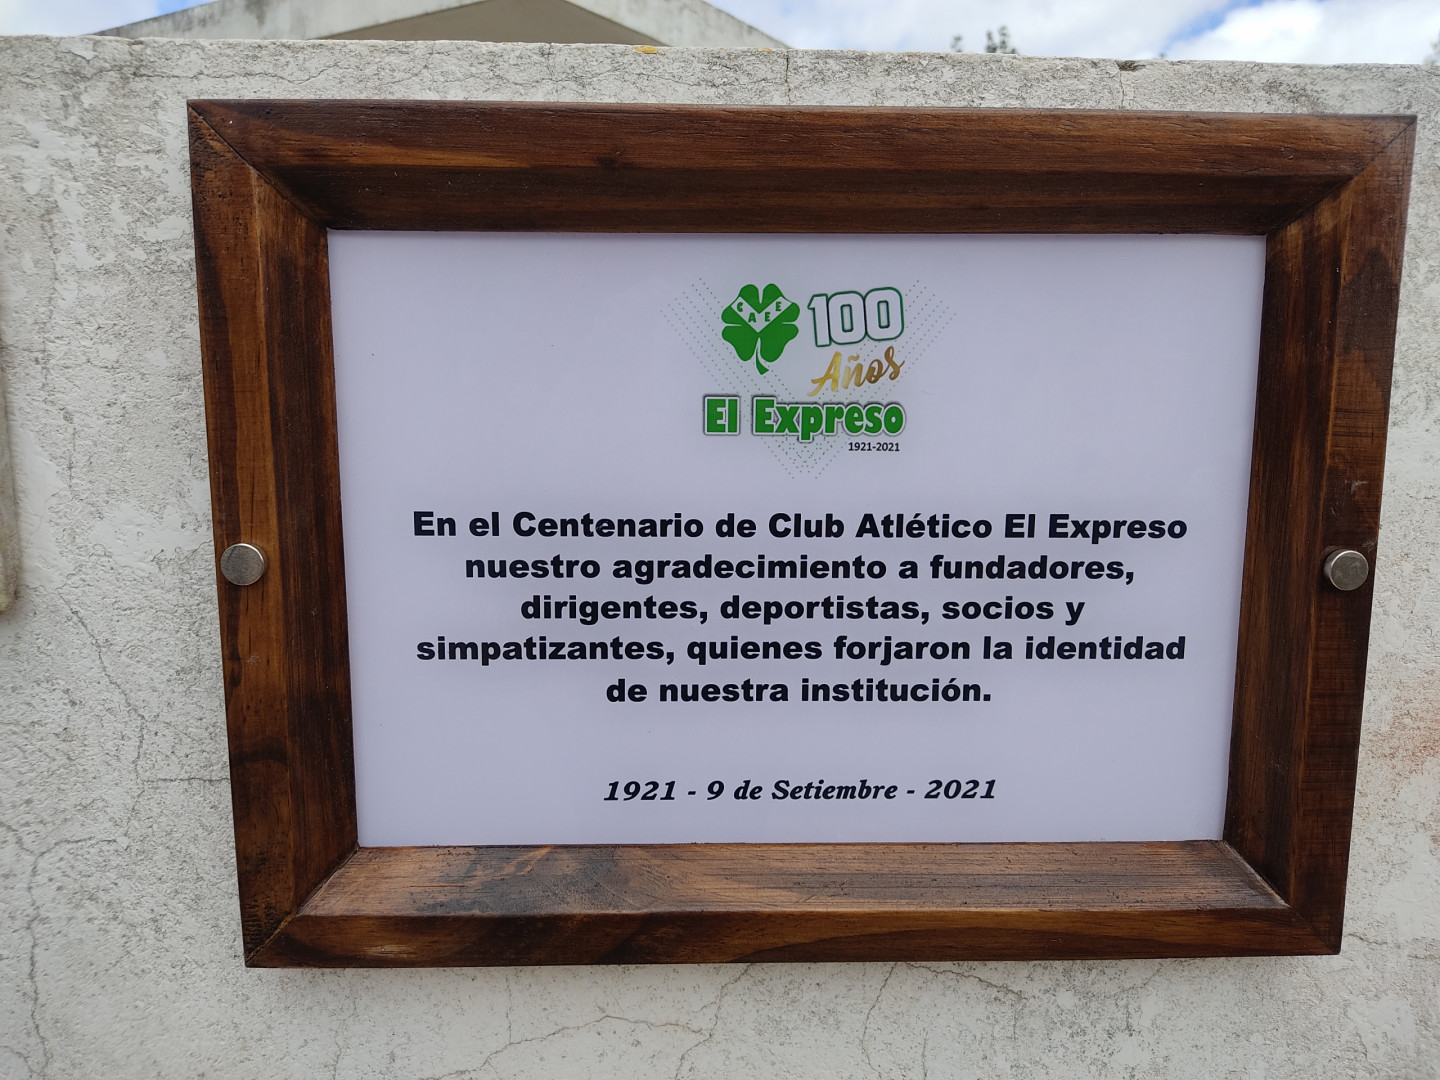 CAEE
100
Años
El Expreso
1921-2021
En el Centenario de Club Atlético El Expreso
nuestro agradecimiento a fundadores,
dirigentes, deportistas, socios y
simpatizantes, quienes forjaron la identidad
de nuestra institución.
1921 - 9 de Setiembre - 2021